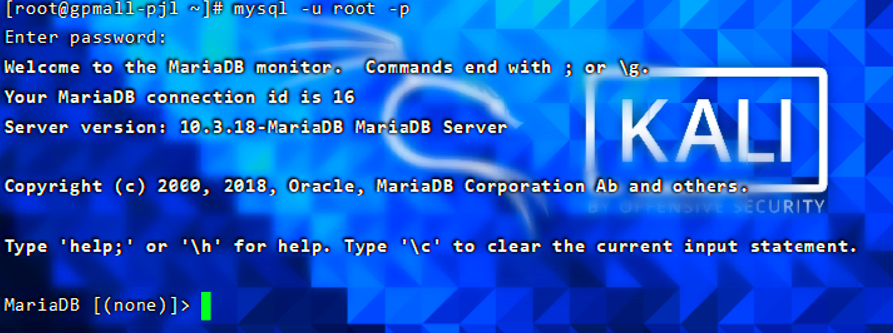 [root@gpmall-pjl ~]# mysql -u root -p
Enter password:
Welcome to the MariaDB monitor.  Commands end with ; or \g.
Your MariaDB connection id is 16
Server version: 10.3.18-MariaDB MariaDB Server
KALI
Copyright (c) 2000, 2018, Oracle, MariaDB Corporation Ab and others.
BY OFFENSIVE SECURITY
Type 'help;' or '\h' for help. Type '\c' to clear the current input statement.
MariaDB [(none)]>